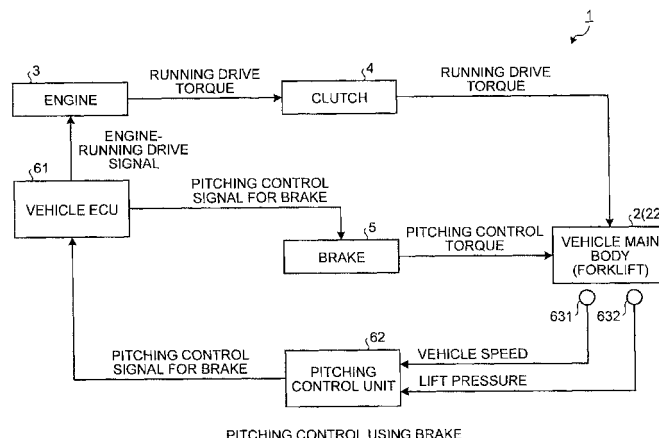 1
3
ENGINE
RUNNING DRIVE
TORQUE
4
CLUTCH
RUNNING DRIVE
TORQUE
ENGINE-
RUNNING DRIVE
SIGNAL
61
VEHICLE ECU
PITCHING CONTROL
SIGNAL FOR BRAKE
5
BRAKE
PITCHING CONTROL
TORQUE
2(22
VEHICLE MAIN
BODY
(FORKLIFT)
631
632
PITCHING CONTROL
SIGNAL FOR BRAKE
62
PITCHING
CONTROL UNIT
VEHICLE SPEED
LIFT PRESSURE
PITCHING CONTROL USING BRAKE